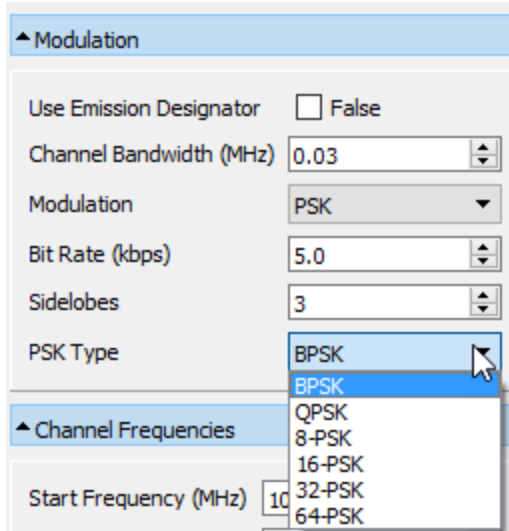 Modulation
Use Emission Designator False
Channel Bandwidth (MHz) 0.03
Modulation PSK
Bit Rate (kbps) 5.0
Sidelobes 3
PSK Type BPSK
BPSK
QPSK
Channel Frequencies
8-PSK
16-PSK
32-PSK
Start Frequency (MHz) 10
64-PSK